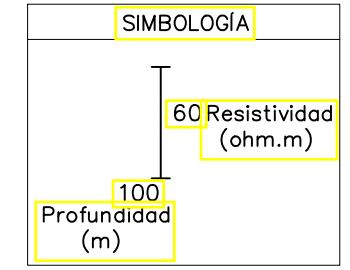 SIMBOLOGÍA
60 Resistividad
(ohm.m)
100
Profundidad
(m)